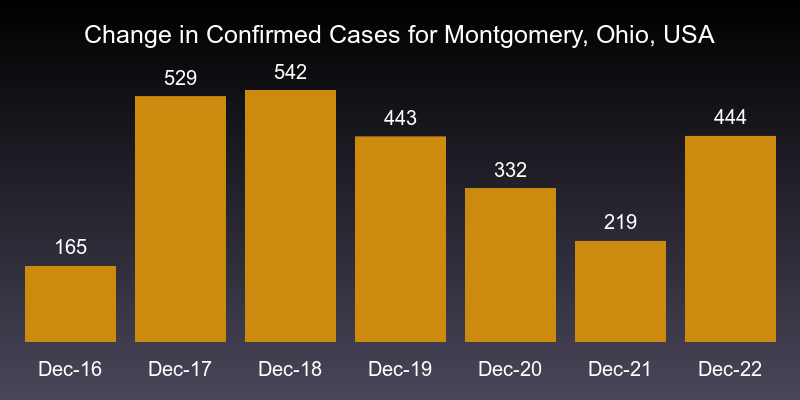 Change in Confirmed Cases for Montgomery, Ohio, USA
165
529
542
443
332
219
444
Dec-16
Dec-17
Dec-18
Dec-19
Dec-20
Dec-21
Dec-22